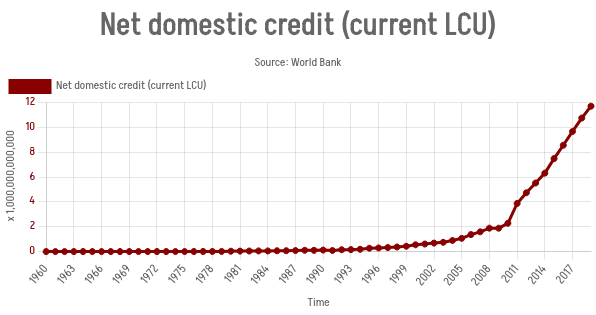 Net domestic credit (current LCU)
Source: World Bank
Net domestic credit (current LCU)
12
10
8
6
4
2
0
x 1,000,000,000,000
1960 1963 1966 1969 1972 1975 1978 1981 1984 1987 1990 1993 1996 1999 2002 2005 2008 2011 2014 2017
Time